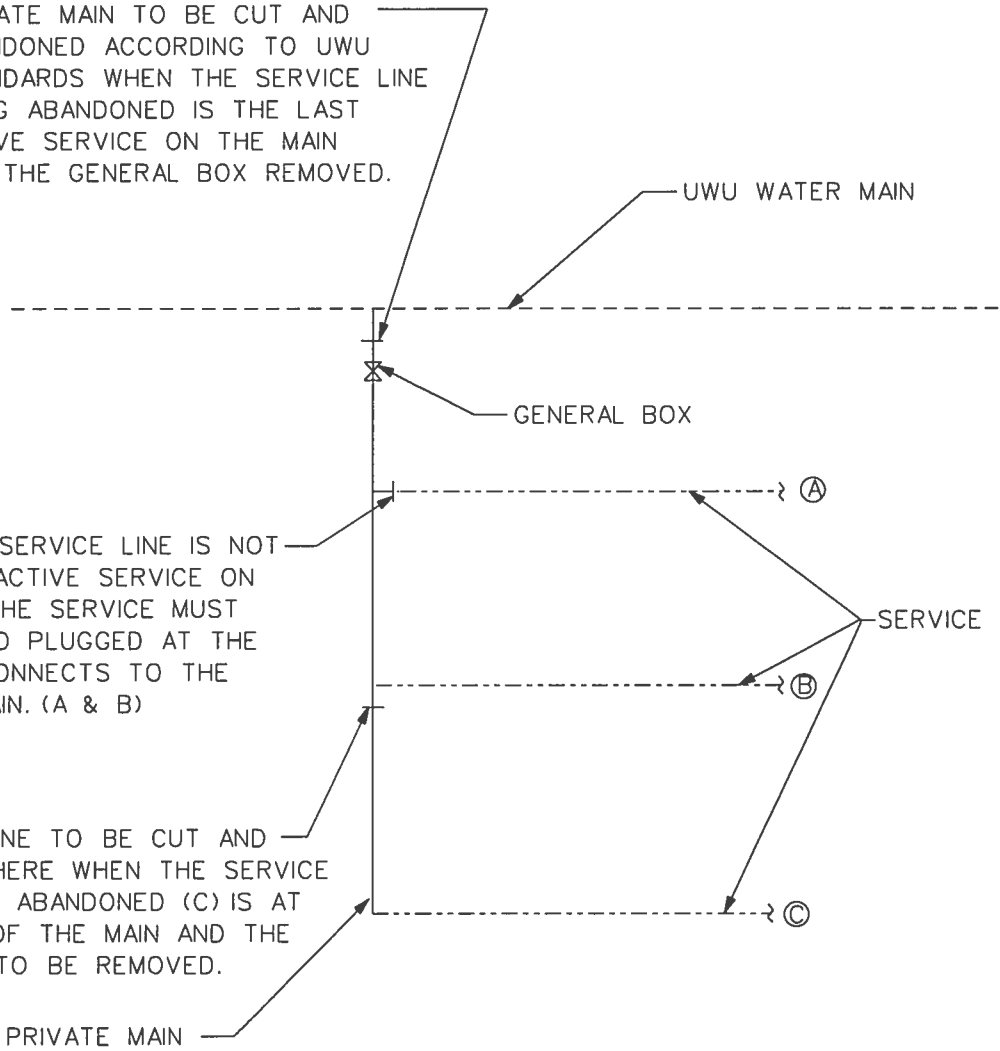 ATE MAIN TO BE CUT AND
NDONED ACCORDING TO UWU
NDARDS WHEN THE SERVICE LINE
G ABANDONED IS THE LAST
VE SERVICE ON THE MAIN
THE GENERAL BOX REMOVED.
UWU WATER MAIN
GENERAL BOX
A
SERVICE LINE IS NOT
ACTIVE SERVICE ON
HE SERVICE MUST
D PLUGGED AT THE
ONNECTS TO THE
AIN. (A & B)
SERVICE
B
NE TO BE CUT AND
HERE WHEN THE SERVICE
ABANDONED (C) IS AT
OF THE MAIN AND THE
TO BE REMOVED.
C
PRIVATE MAIN